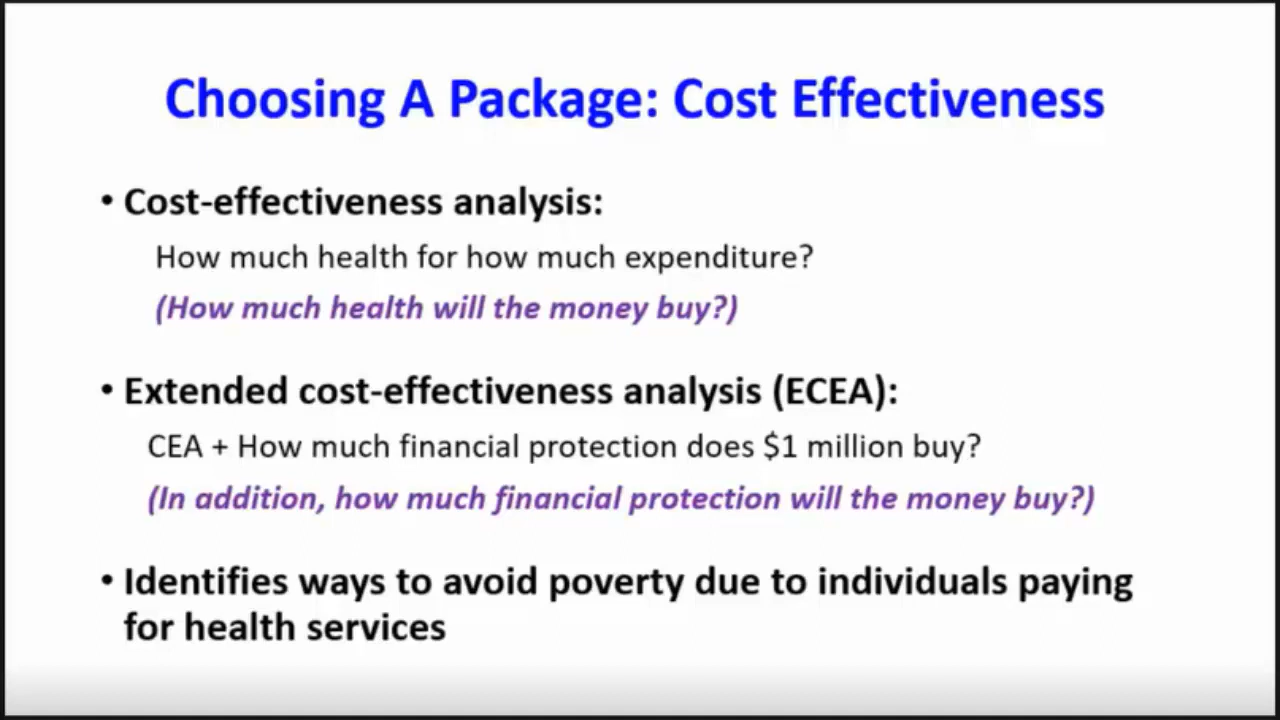 Choosing A Package: Cost Effectiveness
• Cost-effectiveness analysis:
How much health for how much expenditure?
(How much health will the money buy?)
• Extended cost-effectiveness analysis (ECEA):
CEA + How much financial protection does $1 million buy?
(In addition, how much financial protection will the money buy?)
• Identifies ways to avoid poverty due to individuals paying
for health services